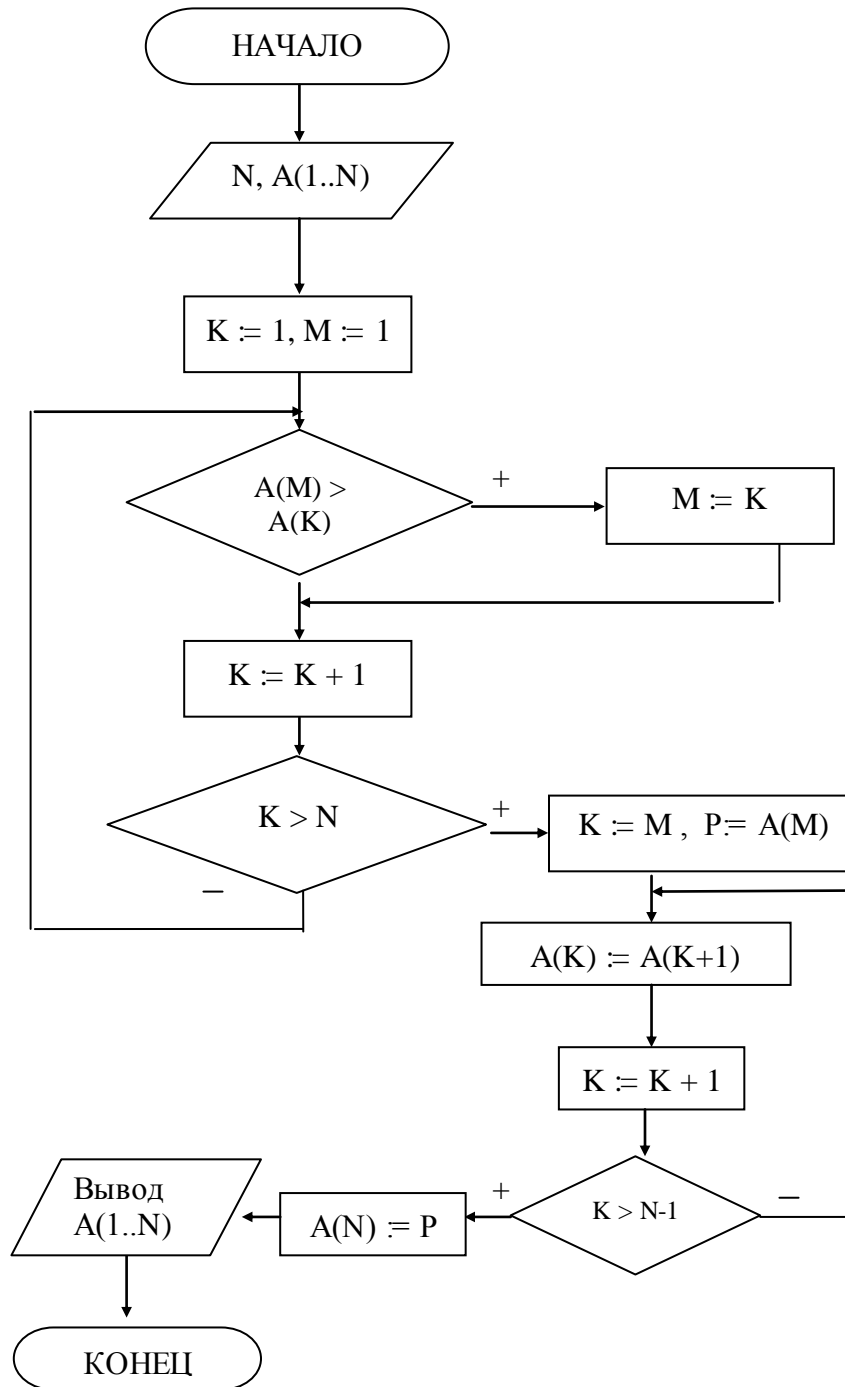 НАЧАЛО
N, A(1..N)
K := 1, M := 1
A(M) >
A(K)
+
M := K
K := K + 1
K > N
+
–
K := M , P:= A(M)
A(K) := A(K+1)
K := K + 1
K > N-1
+
–
A(N) := P
Вывод
A(1..N)
КОНЕЦ